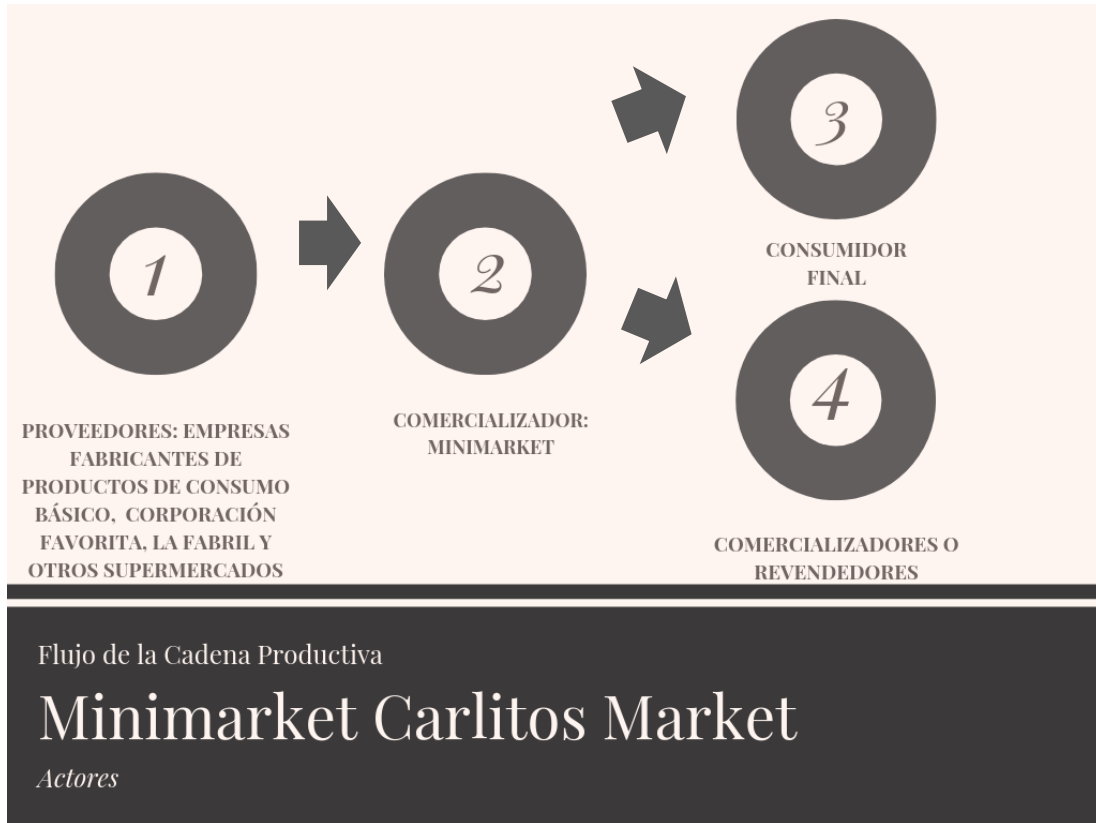 1
PROVEEDORES: EMPRESAS
FABRICANTES DE
PRODUCTOS DE CONSUMO
BÁSICO, CORPORACIÓN
FAVORITA, LA FABRIL Y
OTROS SUPERMERCADOS
2
COMERCIALIZADOR:
MINIMARKET
3
CONSUMIDOR
FINAL
4
COMERCIALIZADORES O
REVENDEDORES
Flujo de la Cadena Productiva
Minimarket Carlitos Market
Actores